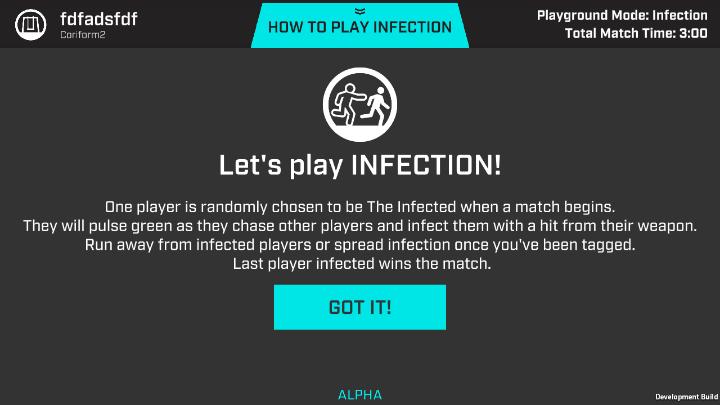 fdfadsfdf
Coriform2
HOW TO PLAY INFECTION
Playground Mode: Infection
Total Match Time: 3:00
Let's play INFECTION!
One player is randomly chosen to be The Infected when a match begins.
They will pulse green as they chase other players and infect them with a hit from their weapon.
Run away from infected players or spread infection once you've been tagged.
Last player infected wins the match.
GOT IT!
ALPHA
Development Build